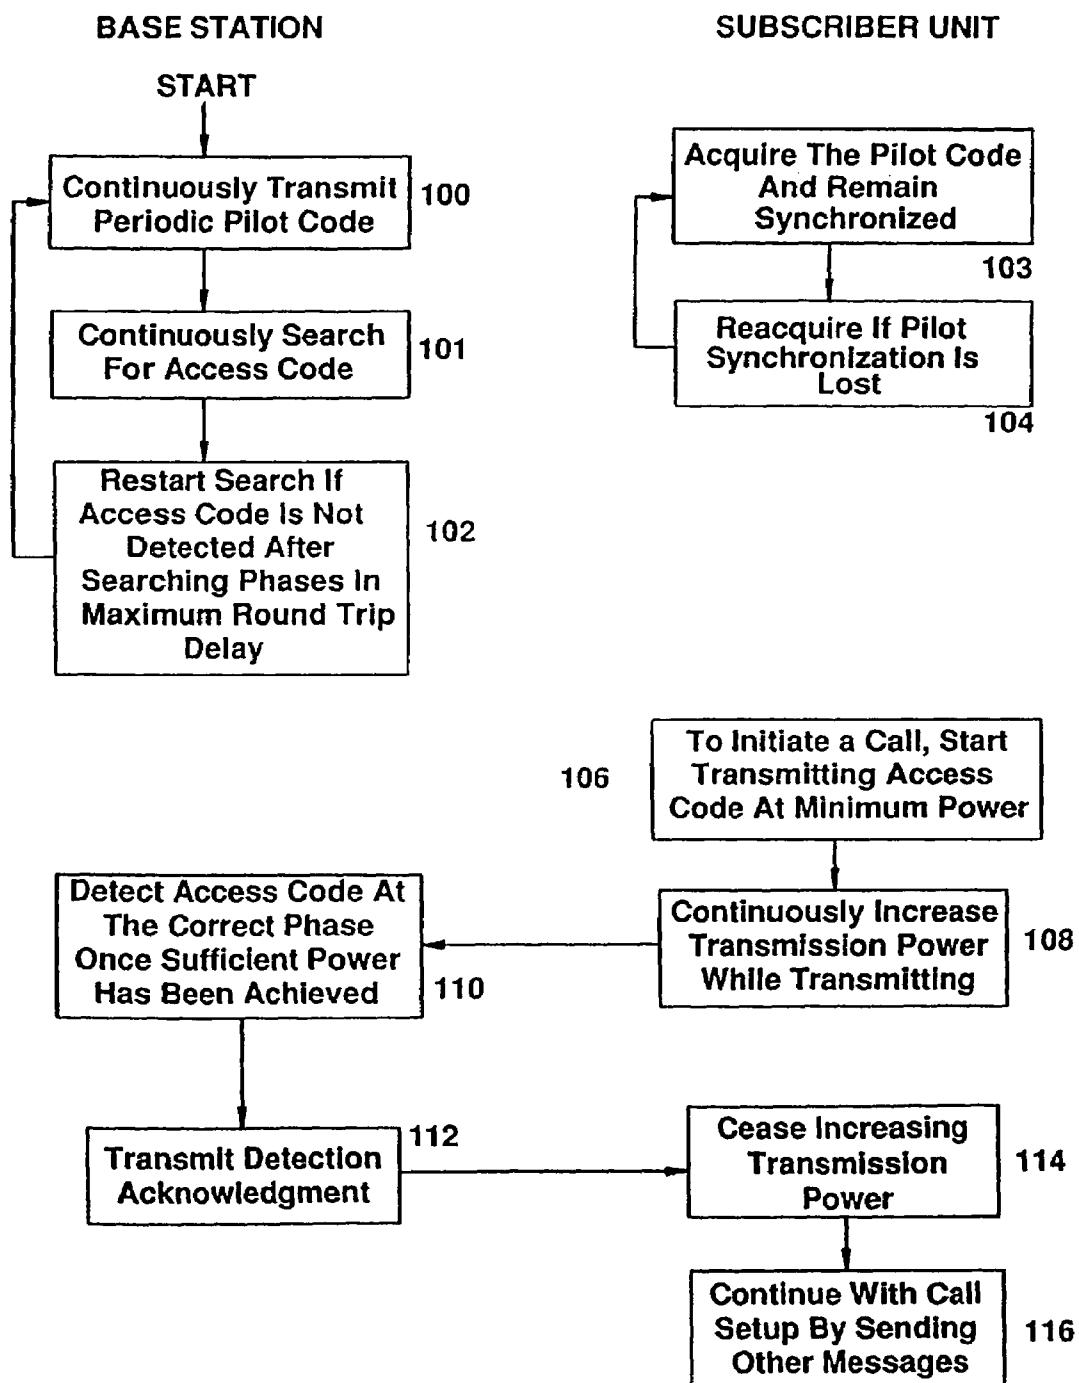 BASE STATION
SUBSCRIBER UNIT
START
Continuously Transmit
Periodic Pilot Code
100
Acquire The Pilot Code
And Remain
Synchronized
103
Continuously Search
For Access Code
101
Reacquire If Pilot
Synchronization Is
Lost
104
Restart Search If
Access Code Is Not
Detected After
Searching Phases In
Maximum Round Trip
Delay
102
106
To Initiate a Call, Start
Transmitting Access
Code At Minimum Power
Continuously Increase
Transmission Power
While Transmitting
108
Detect Access Code At
The Correct Phase
Once Sufficient Power
Has Been Achieved
110
112
Transmit Detection
Acknowledgment
Cease Increasing
Transmission
Power
114
Continue With Call
Setup By Sending
Other Messages
116